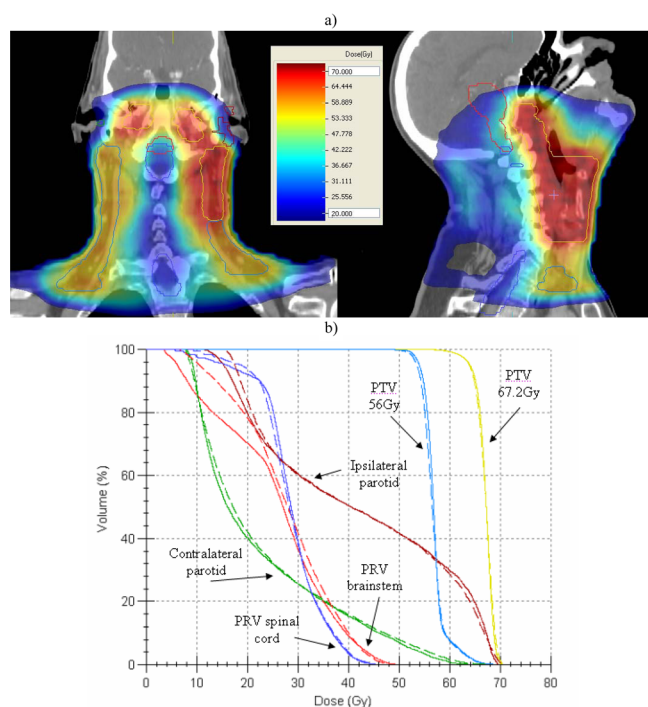 a)
Dose(Gy)
70.000
64.444
58.889
53.333
47.778
42.222
36.667
31.111
25.556
20.000
b)
100
80
60
40
20
0
Volume (%)
PTV
56Gy
PTV
67.2Gy
Ipsilateral
parotid
Contralateral
parotid
PRV
brainstem
PRV spinal
cord
0 10 20 30 40 50 60 70 80
Dose (Gy)